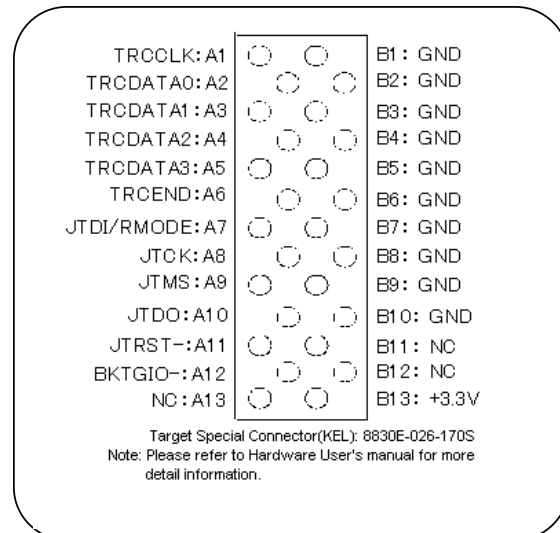 TRCCLK:A1 B1: GND
TRCDATA0:A2 B2: GND
TRCDATA1:A3 B3: GND
TRCDATA2:A4 B4: GND
TRCDATA3:A5 B5: GND
TRCEND:A6 B6: GND
JTDI/RMODE:A7 B7: GND
JTCK:A8 B8: GND
JTMS:A9 B9: GND
JTDO:A10 B10: GND
JTRST-:A11 B11: NC
BKTGIO-:A12 B12: NC
NC:A13 B13: +3.3V
Target Special Connector(KEL): 8830E-026-170S
Note: Please refer to Hardware User's manual for more
detail information.